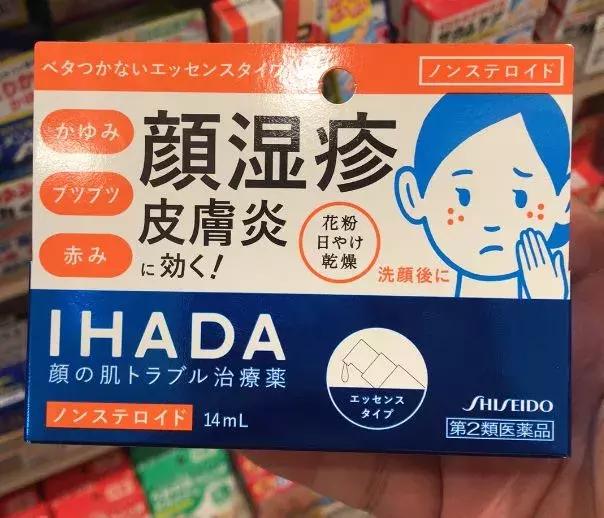 ベタつかないエッセンスタイ
ノンステロイド
かゆみ
ブツブツ
赤み
顔湿疹
皮膚炎
に効く!
花粉
日やけ
乾燥
洗顔後に
IHADA
顔の肌トラブル治療薬
ノンステロイド 14mL
エッセンス
タイプ
SHISEIDO
第2類医薬品